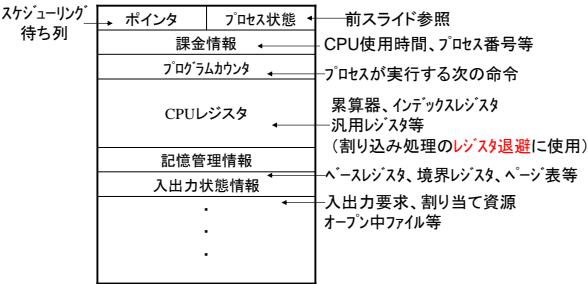 スケジューリング
待ち列
ポインタ
プロセス状態
前スライド参照
課金情報
CPU使用時間、プロセス番号等
プログラムカウンタ
プロセスが実行する次の命令
CPUレジスタ
累算器、インデックスレジスタ
汎用レジスタ等
（割り込み処理のレジスタ退避に使用）
記憶管理情報
ベースレジスタ、境界レジスタ、ページ表等
入出力状態情報
入出力要求、割り当て資源
オープン中ファイル等
・
・
・